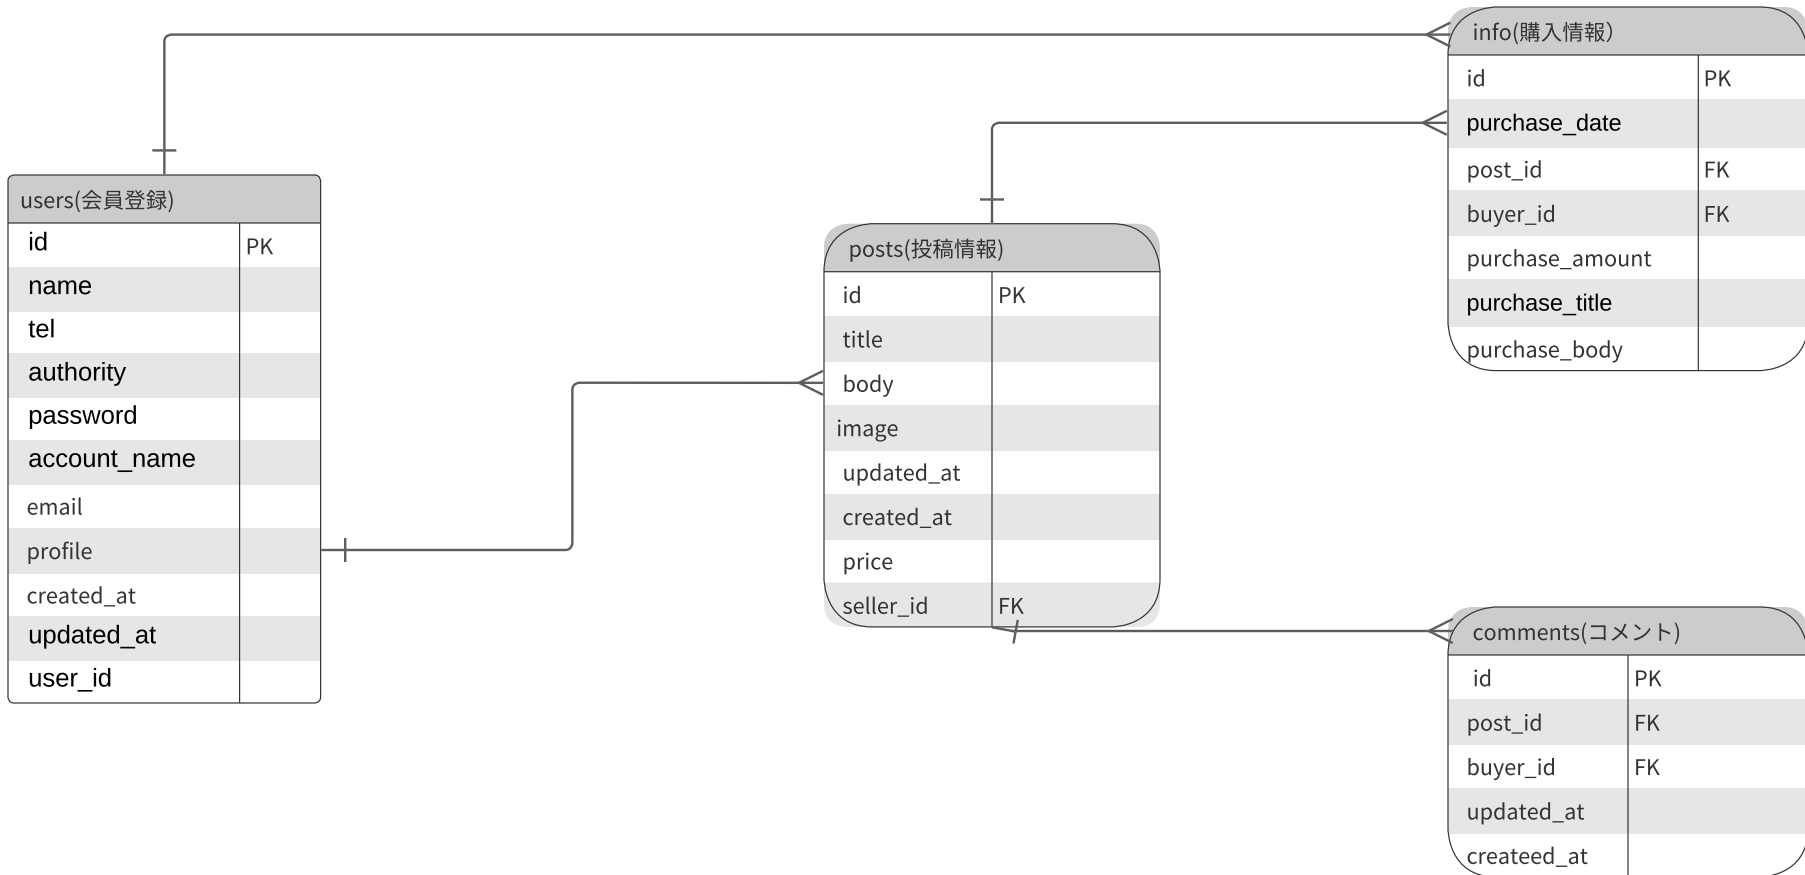 users(会員登録)
id PK
name
tel
authority
password
account_name
email
profile
created_at
updated_at
user_id
posts(投稿情報)
id PK
title
body
image
updated_at
created_at
price
seller_id FK
info(購入情報）
id PK
purchase_date
post_id FK
buyer_id FK
purchase_amount
purchase_title
purchase_body
comments(コメント)
id PK
post_id FK
buyer_id FK
updated_at
createed_at